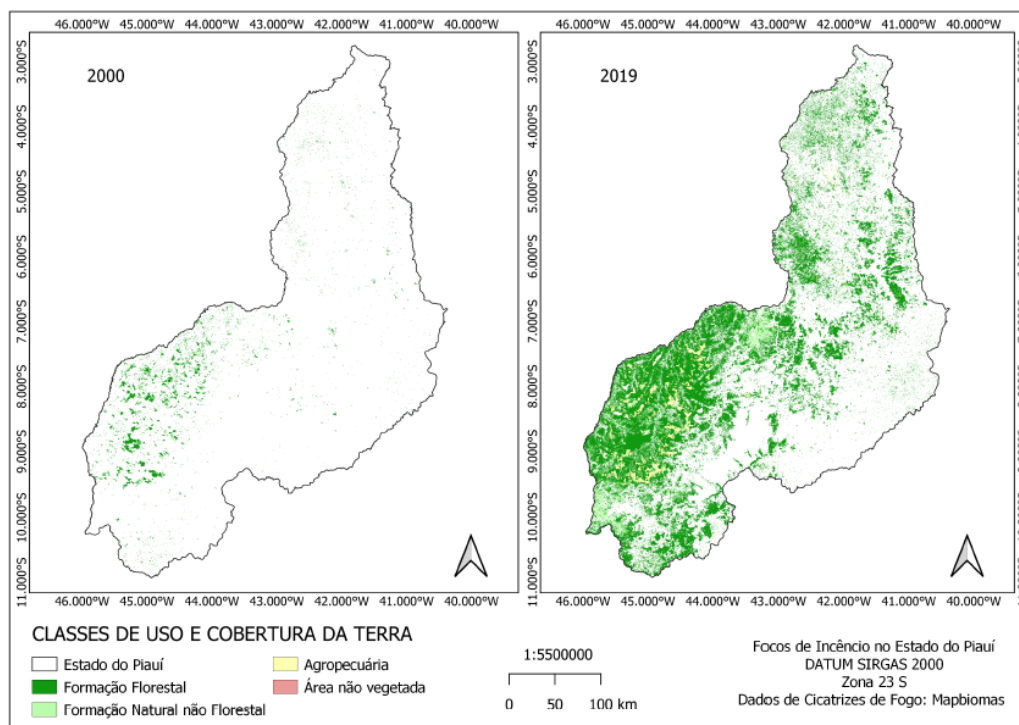 46.000°W 45.000°W 44.000°W 43.000°W 42.000°W 41.000°W 40.000°W
46.000°W 45.000°W 44.000°W 43.000°W 42.000°W 41.000°W 40.000°W
2000
2019
3.000°S
4.000°S
5.000°S
6.000°S
7.000°S
8.000°S
9.000°S
10.000°S
11.000°S
3.000°S
4.000°S
5.000°S
6.000°S
7.000°S
8.000°S
9.000°S
10.000°S
11.000°S
46.000°W 45.000°W 44.000°W 43.000°W 42.000°W 41.000°W 40.000°W
46.000°W 45.000°W 44.000°W 43.000°W 42.000°W 41.000°W 40.000°W
CLASSES DE USO E COBERTURA DA TERRA
Estado do Piauí
Formação Florestal
Formação Natural não Florestal
Agropecuária
Área não vegetada
1:5500000
0 50 100 km
Focos de Incêncio no Estado do Piauí
DATUM SIRGAS 2000
Zona 23 S
Dados de Cicatrizes de Fogo: Mapbiomas